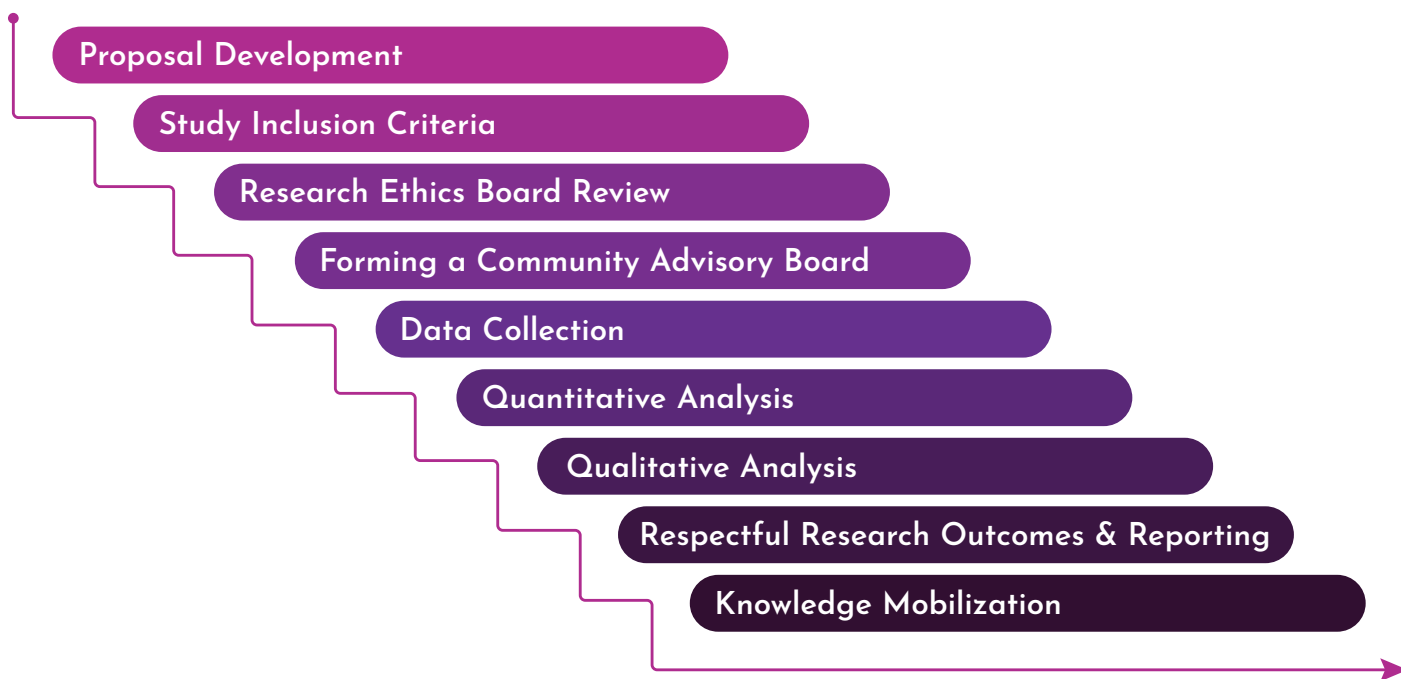 Proposal Development
Study Inclusion Criteria
Research Ethics Board Review
Forming a Community Advisory Board
Data Collection
Quantitative Analysis
Qualitative Analysis
Respectful Research Outcomes & Reporting
Knowledge Mobilization